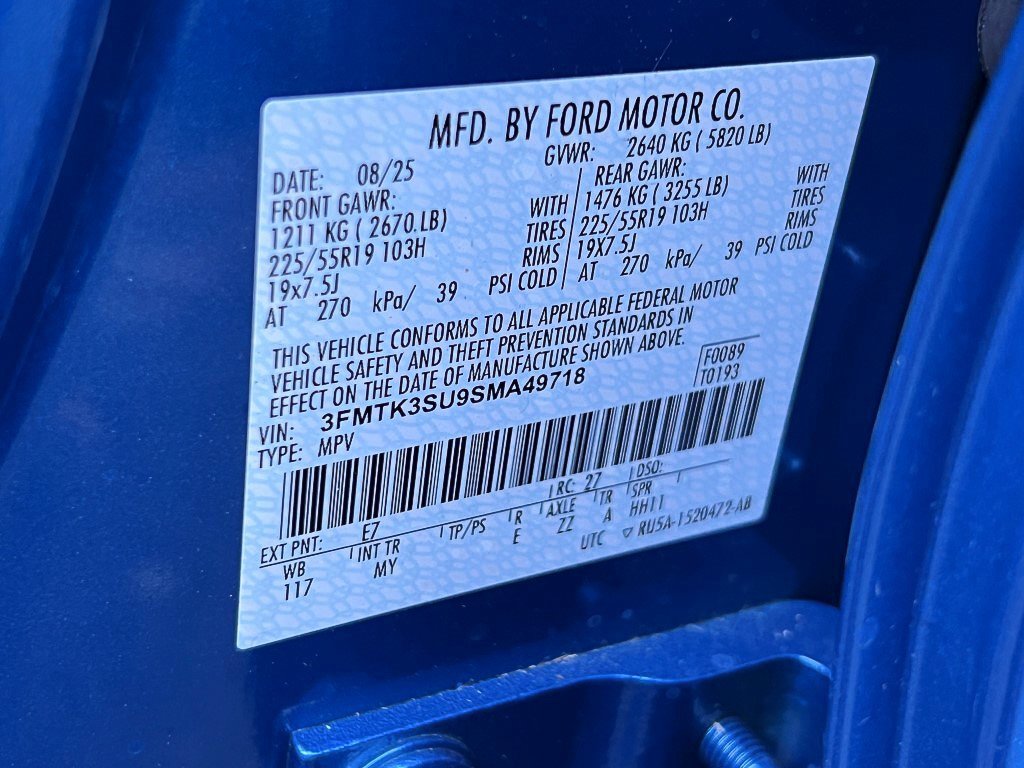 MFD. BY FORD MOTOR CO.
DATE: 08/25 GVWR: 2640 KG ( 5820 LB)
FRONT GAWR: REAR GAWR:
1211 KG ( 2670.LB) WITH 1476 KG ( 3255 LB) WITH
225/55R19 103H TIRES 225/55R19 103H TIRES
19x7.5J RIMS 19X7.5J RIMS
AT 270 kPa/ 39 PSI COLD AT 270 kPa/ 39 PSI COLD
THIS VEHICLE CONFORMS TO ALL APPLICABLE FEDERAL MOTOR
VEHICLE SAFETY AND THEFT PREVENTION STANDARDS IN
EFFECT ON THE DATE OF MANUFACTURE SHOWN ABOVE.
VIN: 3FMTK3SU9SMA49718
TYPE: MPV
F0089
T0193
EXT PNT: E7 RC: 27 DSO:
WB INT TR TP/PS R AXLE TR SPR
117 MY E ZZ A HH11
UTC ▽ RU5A-1520472-AB